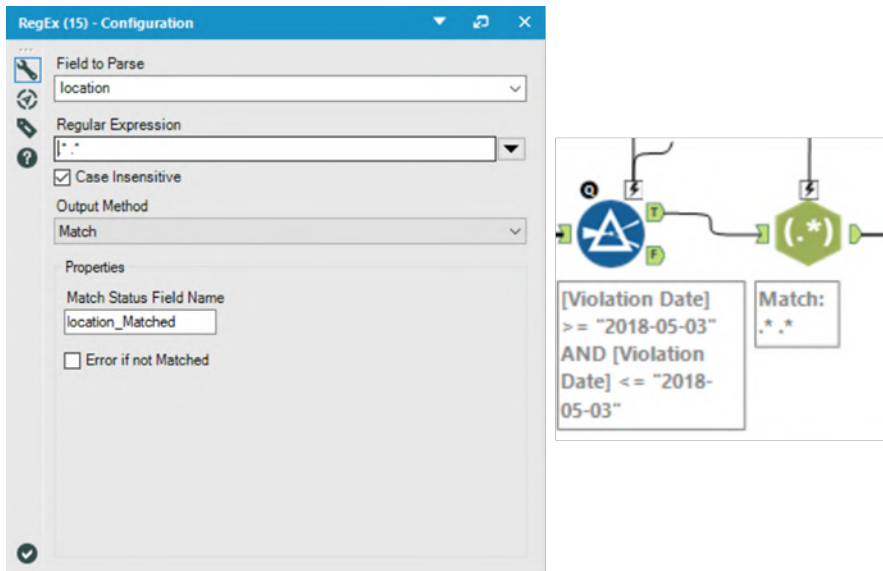 RegEx (15) - Configuration
Field to Parse
location
Regular Expression
.* .*
Case Insensitive
Output Method
Match
Properties
Match Status Field Name
location_Matched
Error if not Matched
Q
T
F
(.*)
[Violation Date]
>= "2018-05-03"
AND [Violation
Date] <= "2018-
05-03"
Match:
.* .*